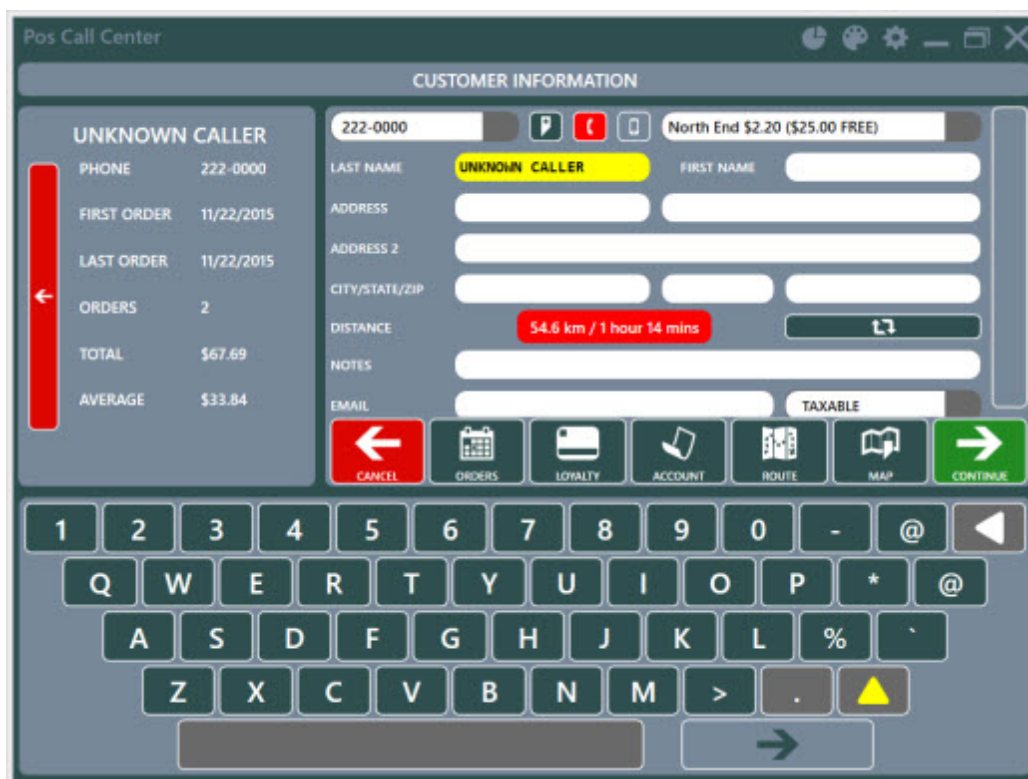 Pos Call Center
CUSTOMER INFORMATION
UNKNOWN CALLER
PHONE 222-0000
FIRST ORDER 11/22/2015
LAST ORDER 11/22/2015
ORDERS 2
TOTAL $67.69
AVERAGE $33.84
222-0000 North End $2.20 ($25.00 FREE)
LAST NAME UNKNOWN CALLER FIRST NAME
ADDRESS
ADDRESS 2
CITY/STATE/ZIP
DISTANCE 54.6 km / 1 hour 14 mins
NOTES
EMAIL TAXABLE
CANCEL ORDERS LOYALTY ACCOUNT ROUTE MAP CONTINUE
1 2 3 4 5 6 7 8 9 0 - @
Q W E R T Y U I O P * @
A S D F G H J K L % `
Z X C V B N M > .